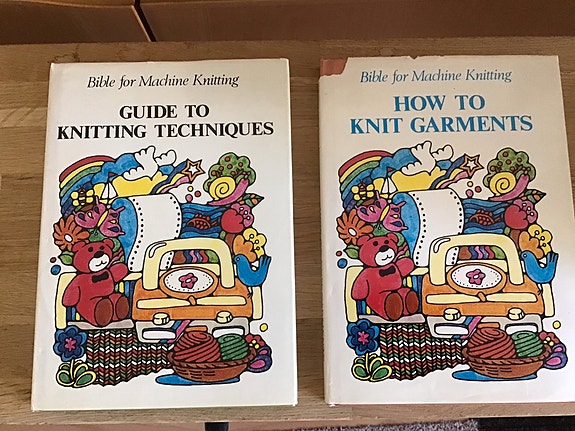 Bible for Machine Knitting
GUIDE TO
KNITTING TECHNIQUES
Bible for Machine Knitting
HOW TO
KNIT GARMENTS